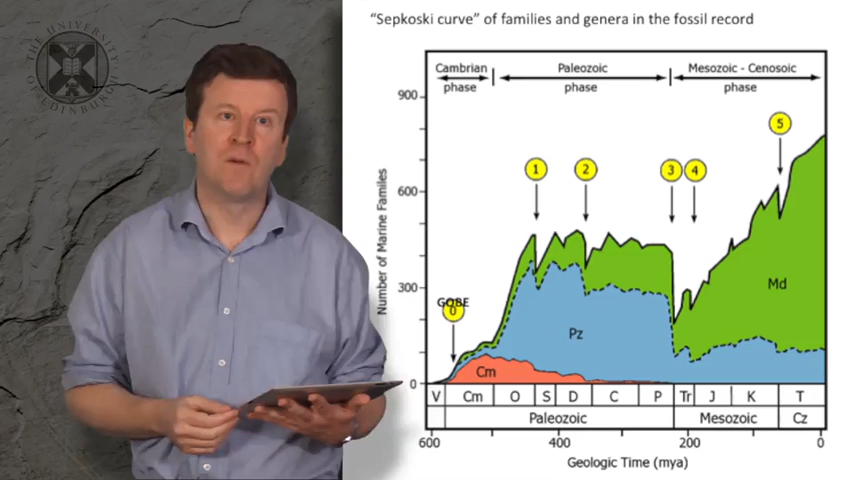 THE UNIVERSITY
OF EDINBURGH
“Sepkoski curve” of families and genera in the fossil record
Cambrian phase
Paleozoic phase
Mesozoic - Cenosoic phase
Number of Marine Familes
900
600
300
0
GOBE
0
1
2
3
4
5
Cm
Pz
Md
V Cm O S D C P Tr J K T
Paleozoic Mesozoic Cz
600 400 200 0
Geologic Time (mya)